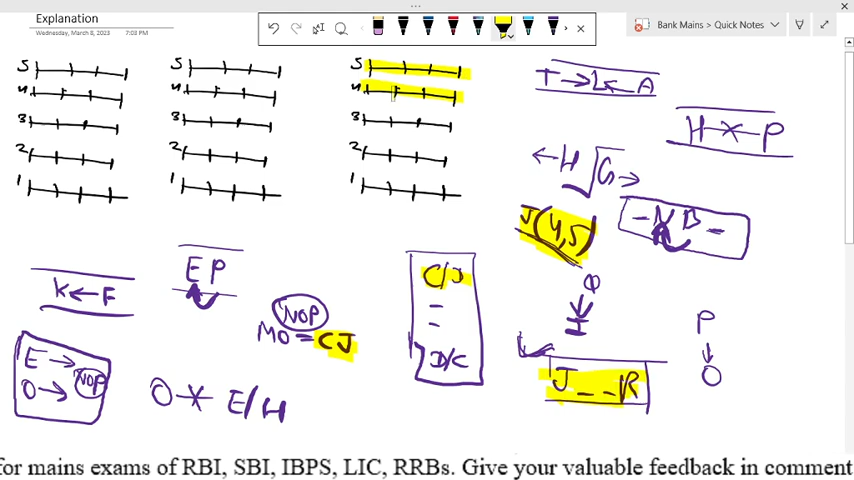 Explanation
Wednesday, March 8, 2023 7:03 PM
Bank Mains > Quick Notes
5
4
3
2
1
5
4
3
2
1
5
4
3
2
1
T → L ← A
H P
← H G →
J (4,5)
- N B -
E P
K ← F
C/J
=
D/C
NOP
MO = CJ
E →
O → NOP
O E/H
J _ _ R
P
O
for mains exams of RBI, SBI, IBPS, LIC, RRBs. Give your valuable feedback in comment